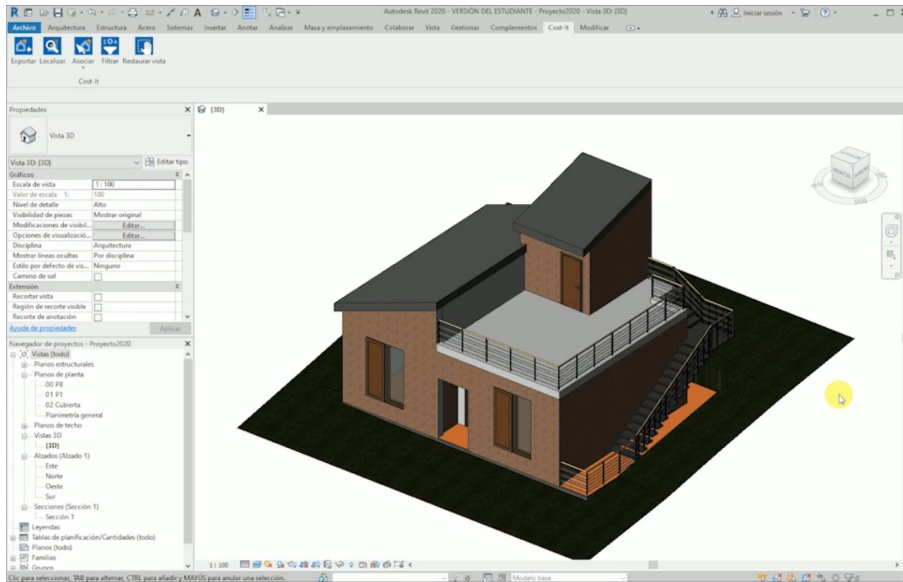 Autodesk Revit 2020 - VERSIÓN DEL ESTUDIANTE - Proyecto2020 - Vista 3D: {3D}
Iniciar sesión
Archivo Arquitectura Estructura Acero Sistemas Insertar Anotar Analizar Masa y emplazamiento Colaborar Vista Gestionar Complementos Cost-It Modificar
Exportar Localizar Asociar Filtrar Restaurar vista
Cost-It
Propiedades
{3D}
Vista 3D
Vista 3D: {3D}
Editar tipo
Gráficos
Escala de vista 1 : 100
Valor de escala 1: 100
Nivel de detalle Alto
Visibilidad de piezas Mostrar original
Modificaciones de visibil... Editar...
Opciones de visualizació... Editar...
Disciplina Arquitectura
Mostrar líneas ocultas Por disciplina
Estilo por defecto de vis... Ninguno
Camino de sol
Extensión
Recortar vista
Región de recorte visible
Recorte de anotación
Ayuda de propiedades
Aplicar
Navegador de proyectos - Proyecto2020
Vistas (todo)
Planos estructurales
Planos de planta
00 PB
01 P1
02 Cubierta
Planimetría general
Planos de techo
Vistas 3D
{3D}
Alzados (Alzado 1)
Este
Norte
Oeste
Sur
Secciones (Sección 1)
Sección 1
Leyendas
Tablas de planificación/Cantidades (todo)
Planos (todo)
Familias
Grupos
1 : 100
Clic para seleccionar, TAB para alternar, CTRL para añadir y MAYÚS para anular una selección.
:0
Modelo base